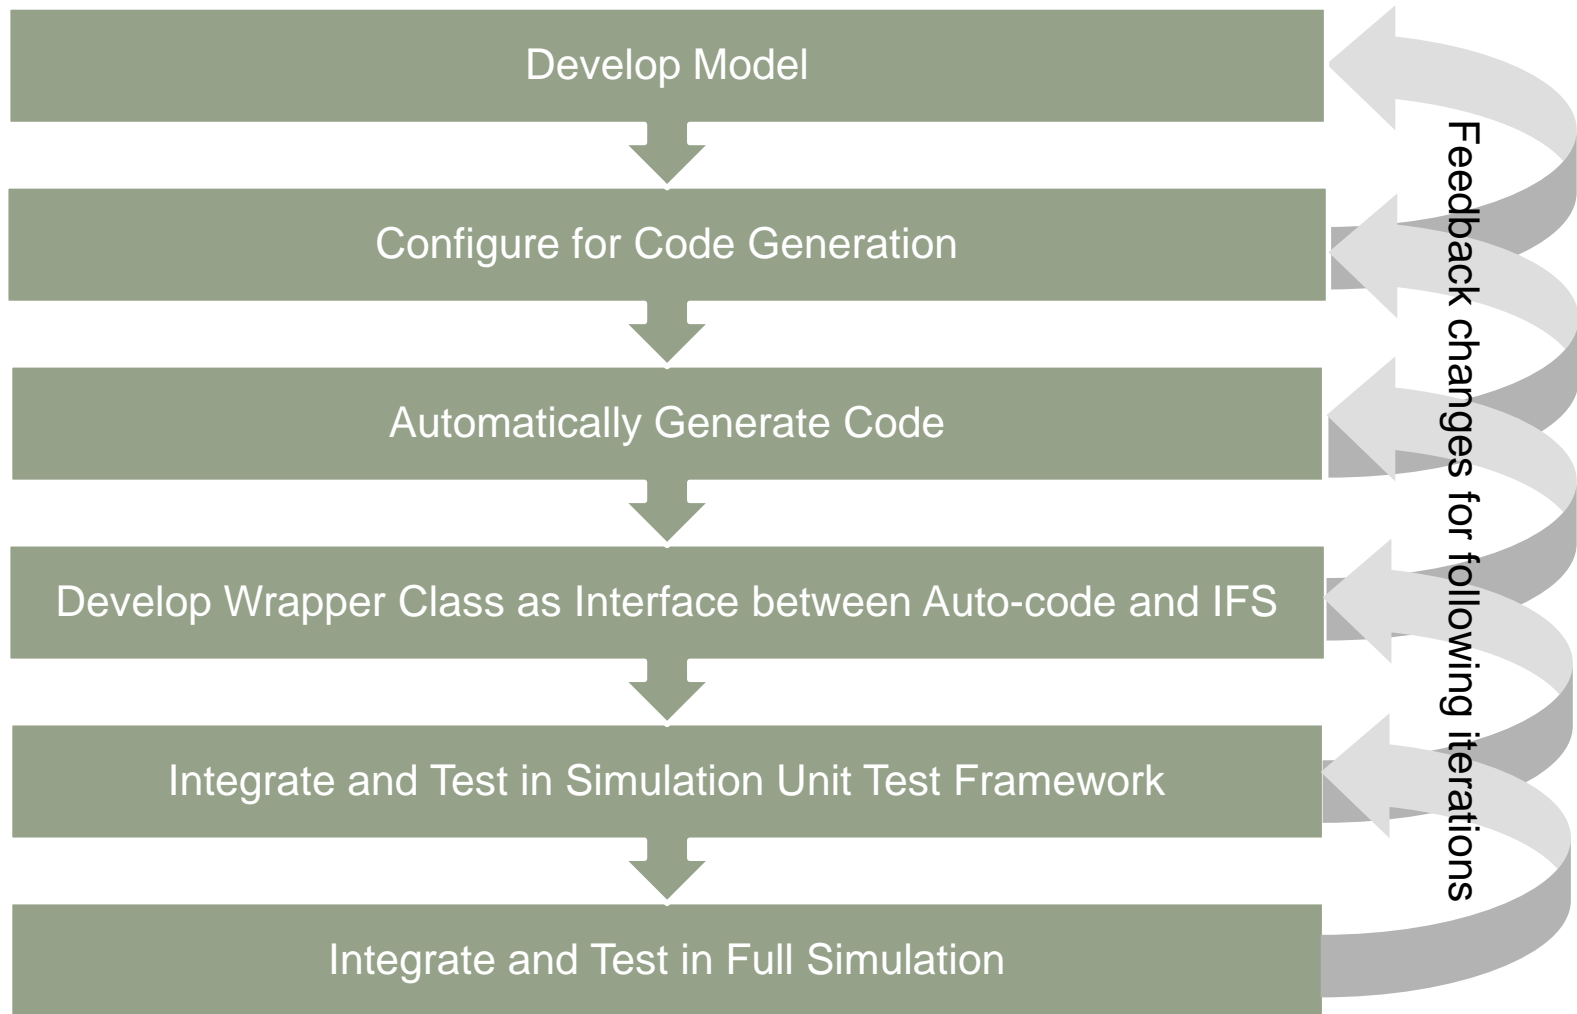 Develop Model
Configure for Code Generation
Automatically Generate Code
Develop Wrapper Class as Interface between Auto-code and IFS
Integrate and Test in Simulation Unit Test Framework
Integrate and Test in Full Simulation
Feedback changes for following iterations